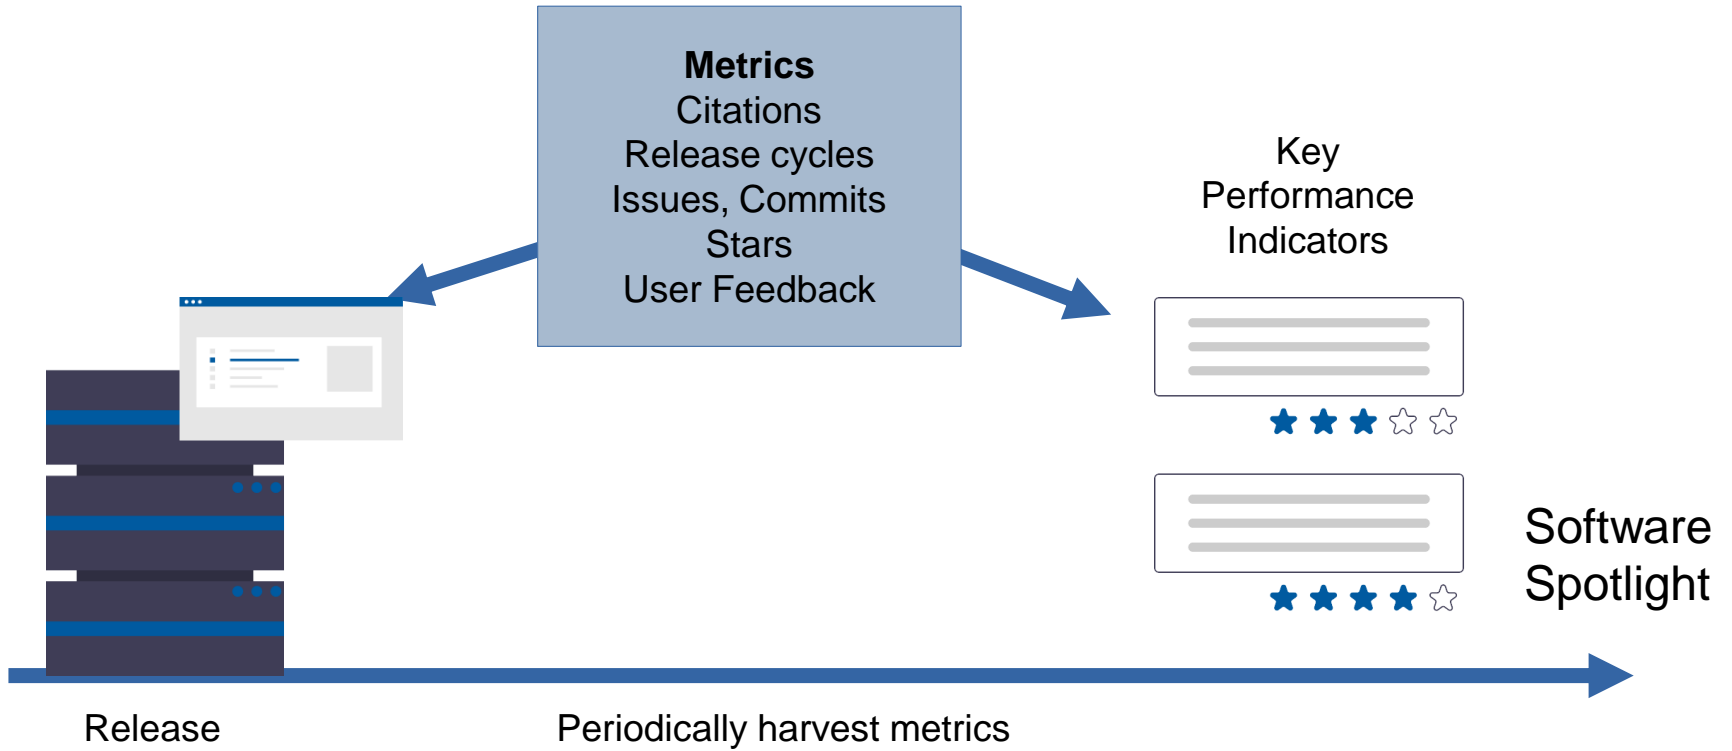 Metrics
Citations
Release cycles
Issues, Commits
Stars
User Feedback
Key
Performance
Indicators
Software
Spotlight
Release
Periodically harvest metrics